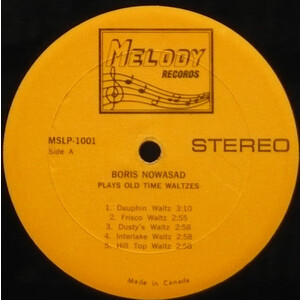 MELODY
RECORDS
MSLP-1001
Side A
STEREO
BORIS NOWASAD
PLAYS OLD TIME WALTZES
1. Dauphin Waltz 3:10
2. Frisco Waltz 2:55
3. Dusty's Waltz 2:58
4. Interlake Waltz 2:58
5. Hill Top Waltz 2:58
Made in Canada